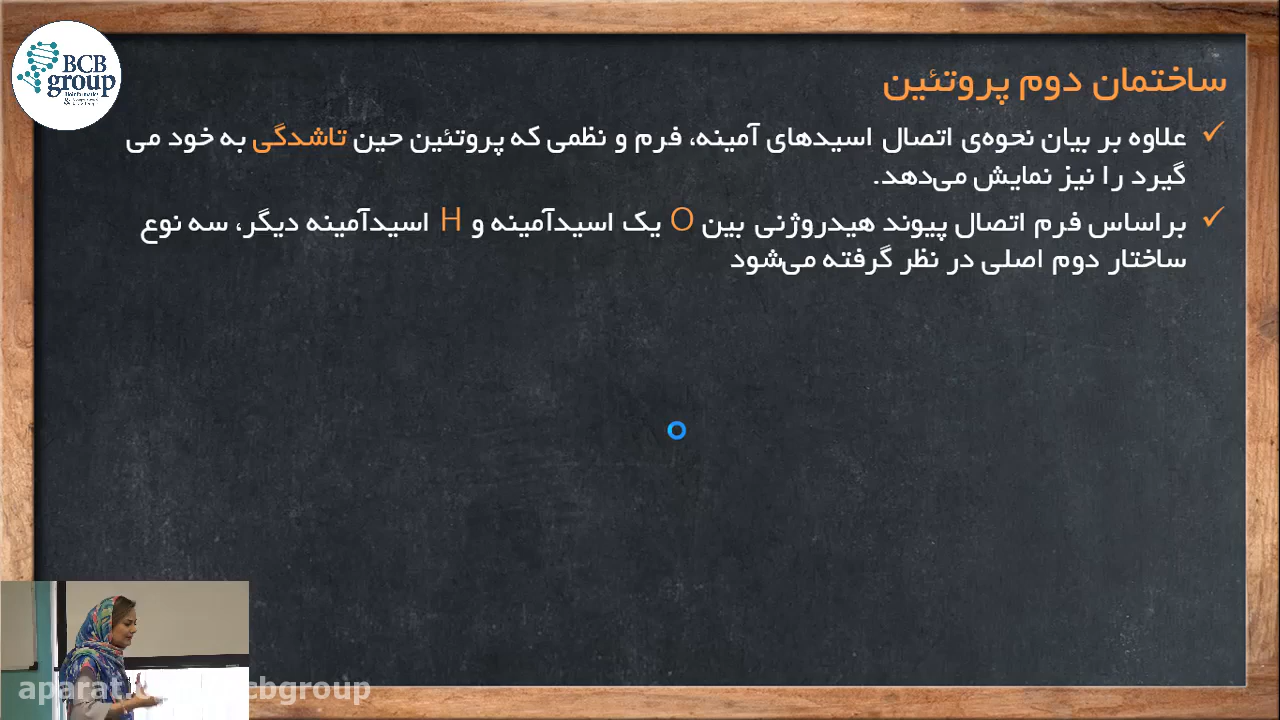 BCB
group
ساختمان دوم پروتئین
علاوه بر بیان نحوه‌ی اتصال اسیدهای آمینه، فرم و نظمی که پروتئین حین تاشدگی به خود می
گیرد را نیز نمایش می‌دهد.
براساس فرم اتصال پیوند هیدروژنی بین O یک اسیدآمینه و H اسیدآمینه دیگر، سه نوع
ساختار دوم اصلی در نظر گرفته می‌شود